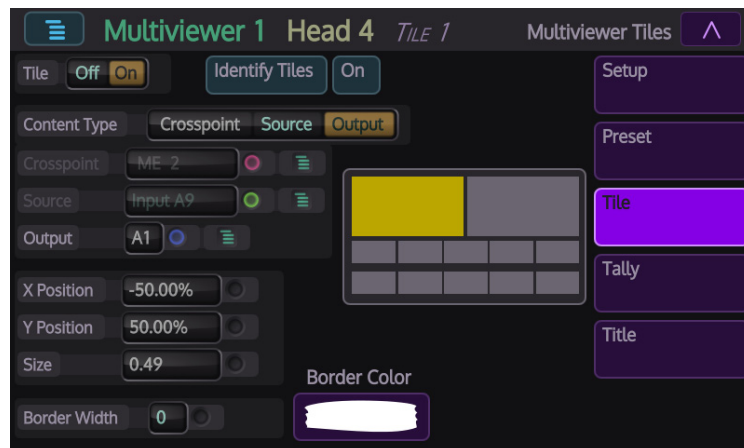 Multiviewer 1 Head 4 Tile 1 Multiviewer Tiles
Tile Off On Identify Tiles On Setup
Content Type Crosspoint Source Output
Preset
Crosspoint ME 2
Source Input A9 Tile
Output A1
Tally
X Position -50.00%
Y Position 50.00% Title
Size 0.49
Border Color
Border Width 0